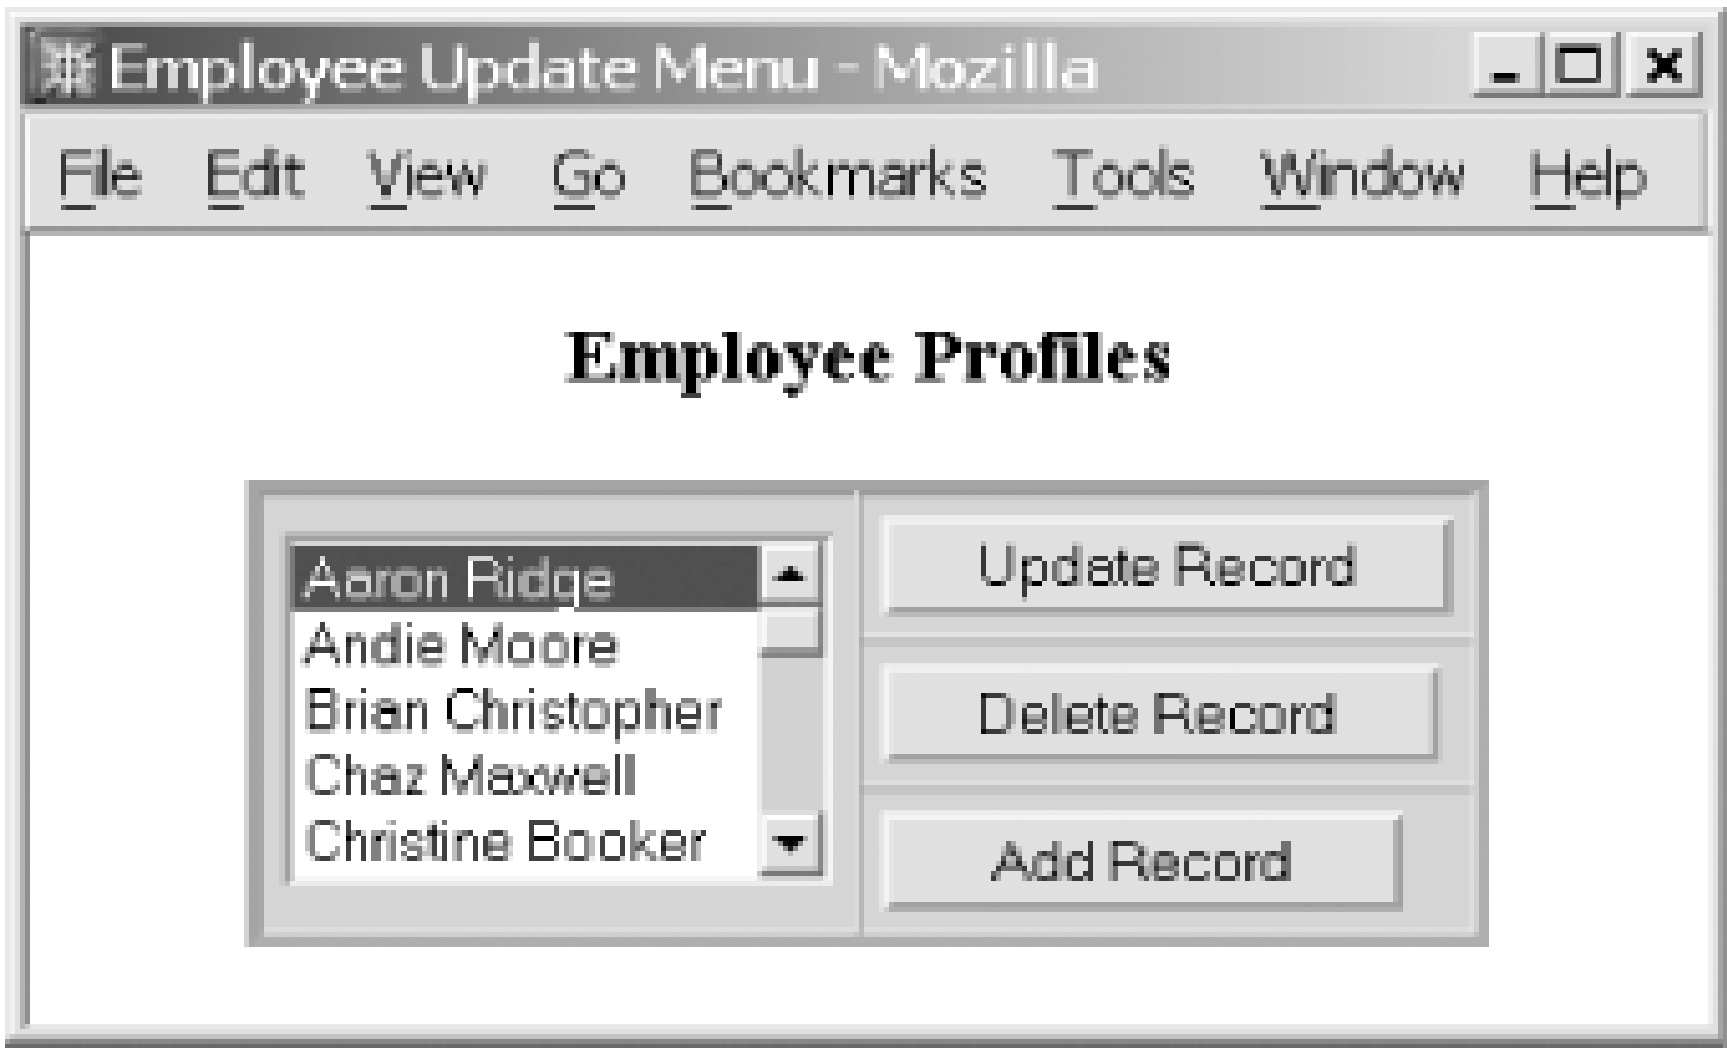 Employee Update Menu - Mozilla
File Edit View Go Bookmarks Tools Window Help
Employee Profiles
Aaron Ridge
Andie Moore
Brian Christopher
Chaz Maxwell
Christine Booker
Update Record
Delete Record
Add Record